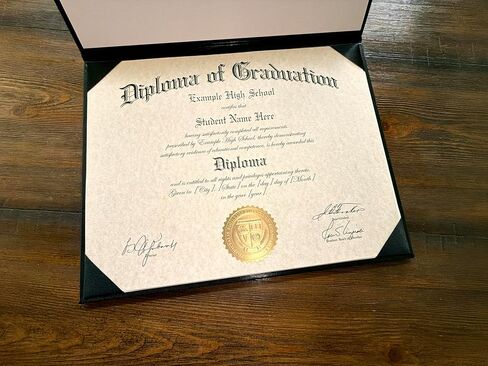 Diploma of Graduation
Example High School
certifies that
Student Name Here
having satisfactorily completed all requirements
prescribed by Example High School, thereby demonstrating
satisfactory evidence of educational competence, is hereby awarded this
Diploma
and is entitled to all rights and privileges appertaining thereto.
Given in [City], [State] on the [day] day of [Month]
in the year [year]